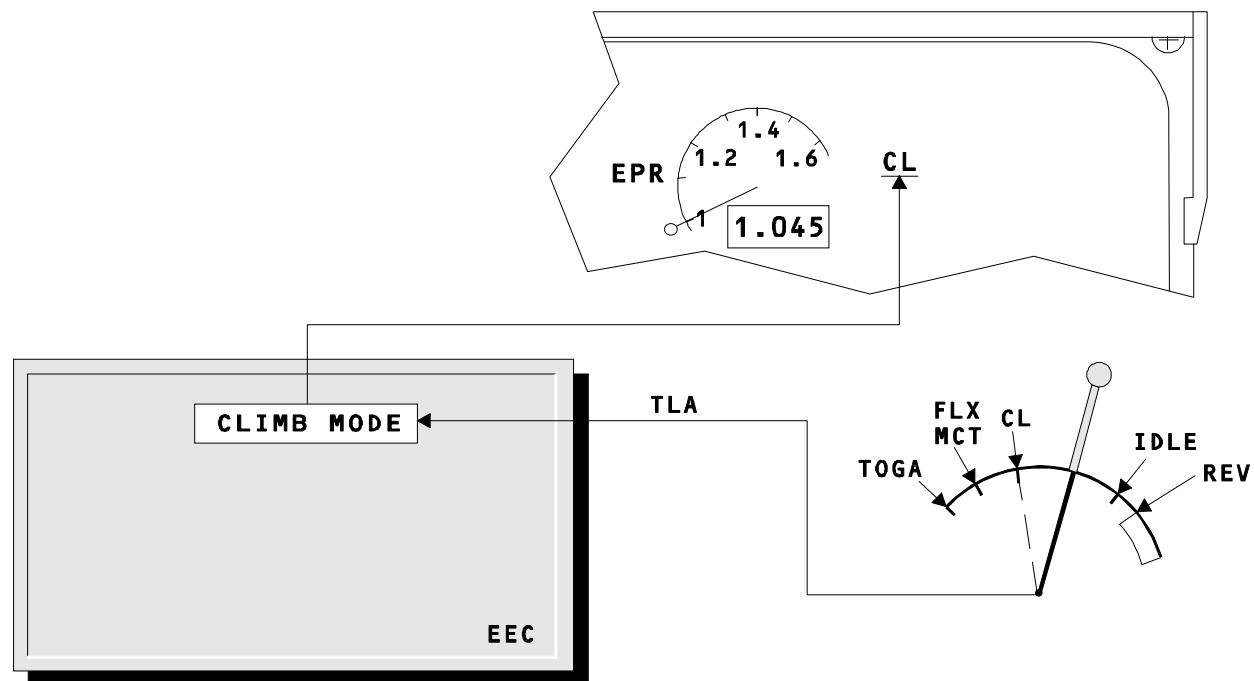 1.4
1.2
1.6
EPR
CL
1
1.045
CLIMB MODE
TLA
FLX
MCT
CL
IDLE
TOGA
REV
EEC